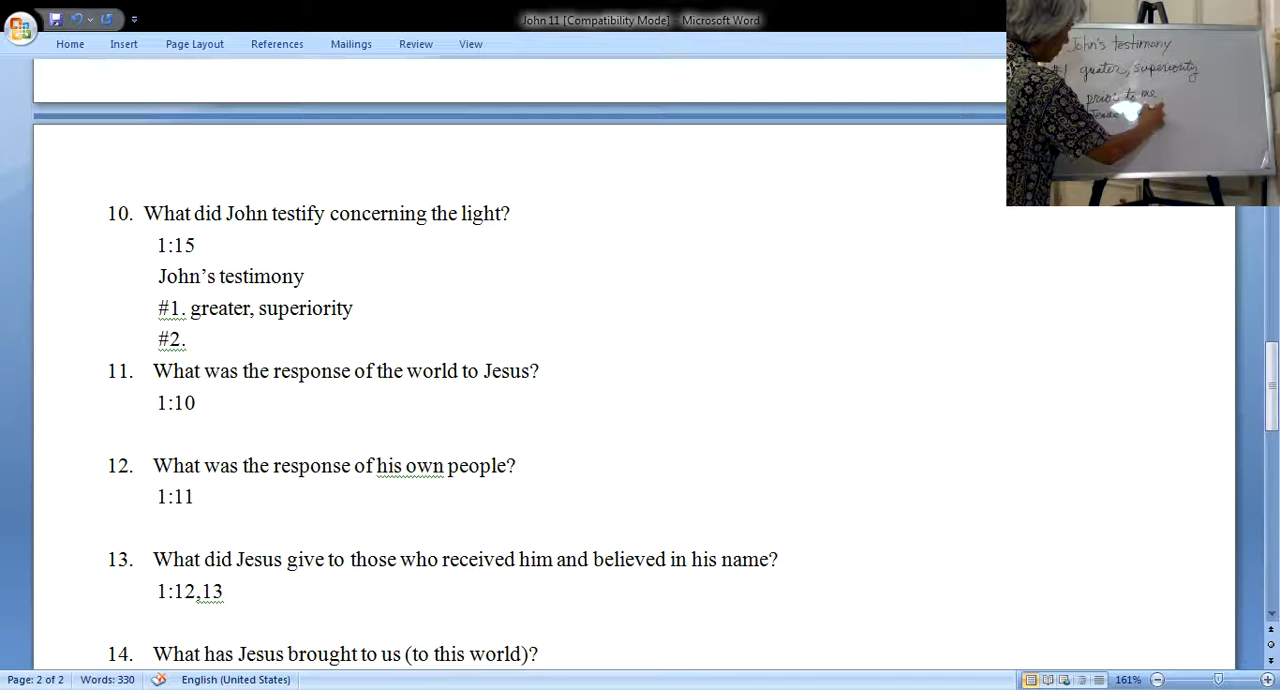 John 11 [Compatibility Mode] - Microsoft Word
Home Insert Page Layout References Mailings Review View
John's testimony
#1 greater, superiority
prior to me
Jesus
10. What did John testify concerning the light?
1:15
John's testimony
#1. greater, superiority
#2.
11. What was the response of the world to Jesus?
1:10
12. What was the response of his own people?
1:11
13. What did Jesus give to those who received him and believed in his name?
1:12,13
14. What has Jesus brought to us (to this world)?
Page: 2 of 2 Words: 330 English (United States) 161%